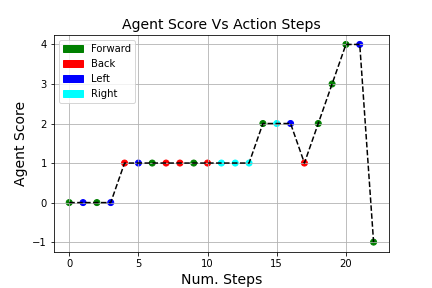 Agent Score Vs Action Steps
Forward
Back
Left
Right
4
3
2
1
0
−1
Agent Score
0 5 10 15 20
Num. Steps